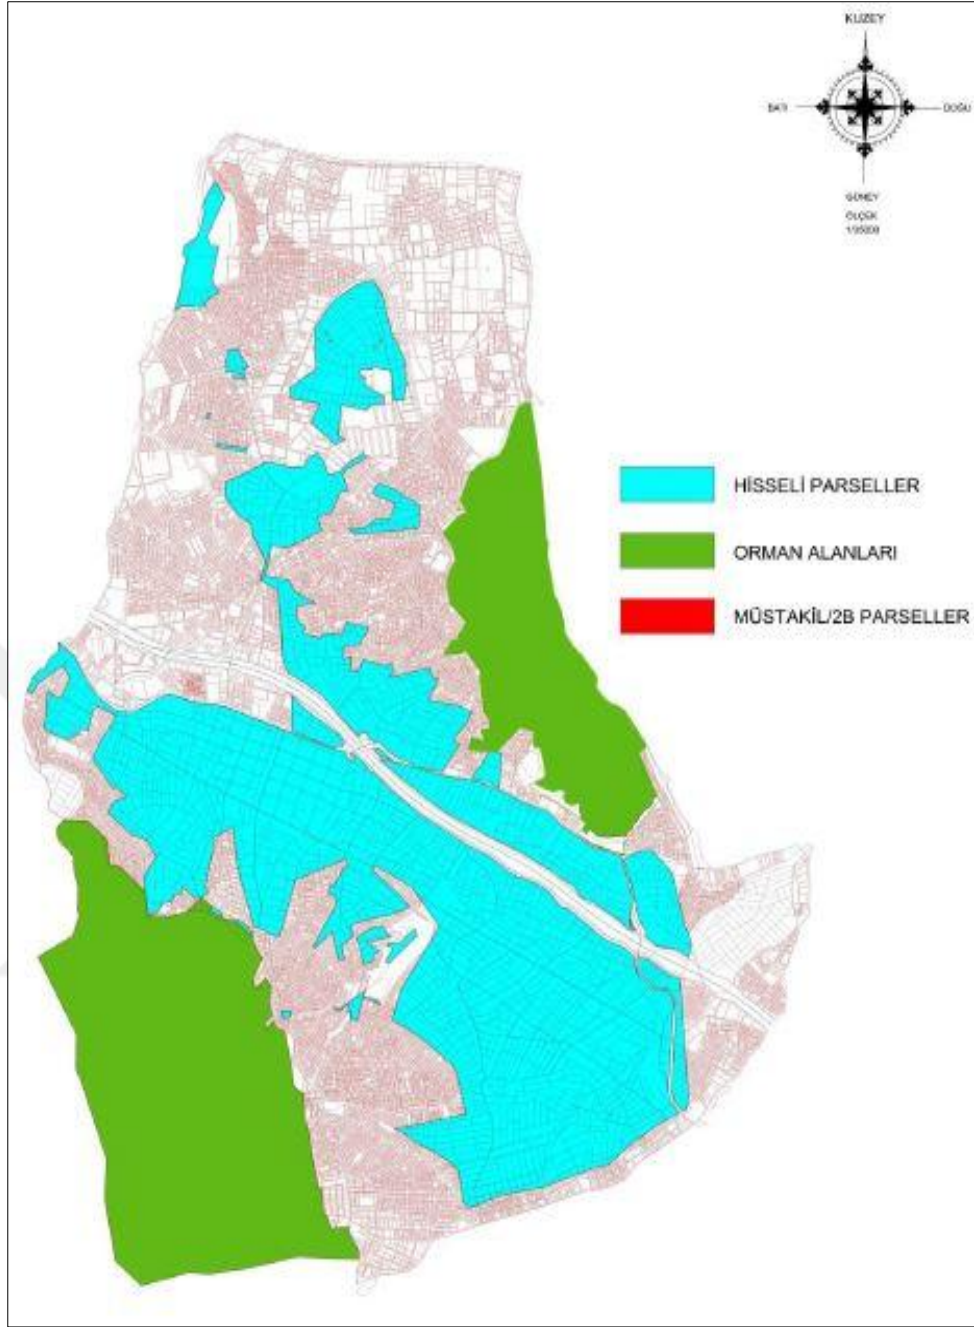 KUZEY
BATI
DOĞU
GÜNEY
ÖLÇEK
HİSSELİ PARSELLER
ORMAN ALANLARI
MÜSTAKİL/2B PARSELLER